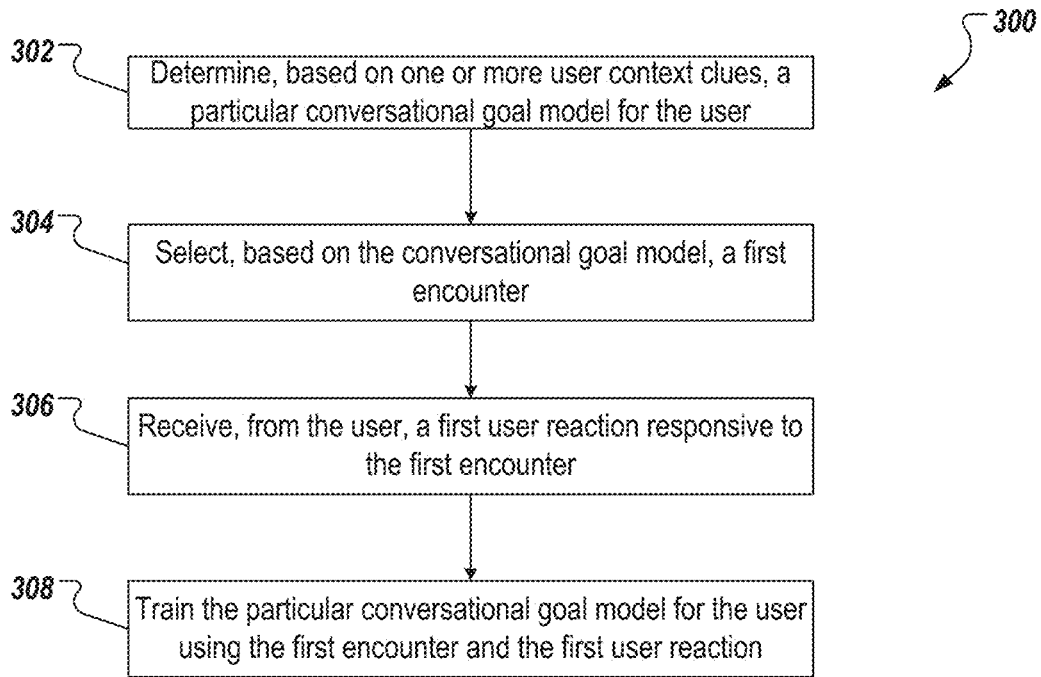 300
302
Determine, based on one or more user context clues, a
particular conversational goal model for the user
304
Select, based on the conversational goal model, a first
encounter
306
Receive, from the user, a first user reaction responsive to
the first encounter
308
Train the particular conversational goal model for the user
using the first encounter and the first user reaction